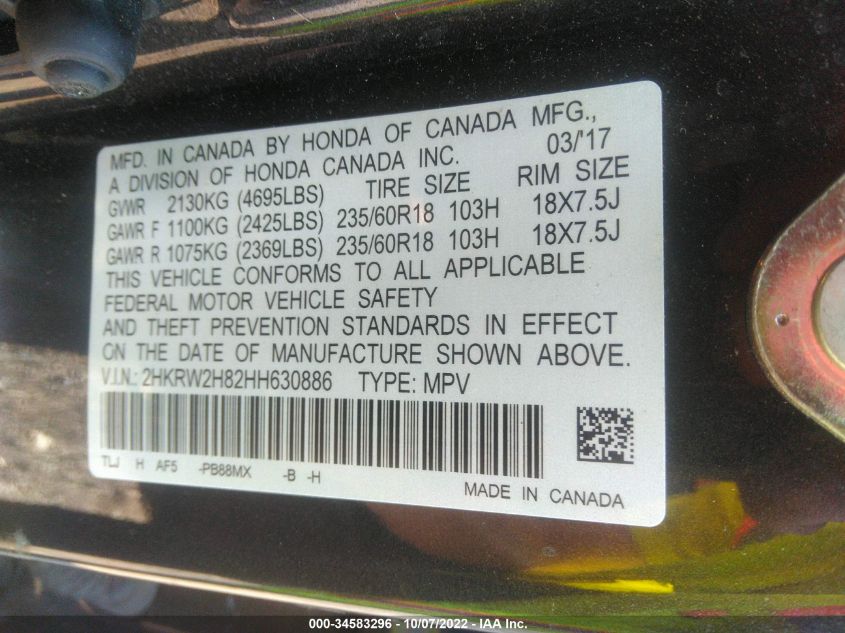 MFD. IN CANADA BY HONDA OF CANADA MFG.,
A DIVISION OF HONDA CANADA INC. 03/'17
GVWR 2130KG (4695LBS) TIRE SIZE RIM SIZE
GAWR F 1100KG (2425LBS) 235/60R18 103H 18X7.5J
GAWR R 1075KG (2369LBS) 235/60R18 103H 18X7.5J
THIS VEHICLE CONFORMS TO ALL APPLICABLE
FEDERAL MOTOR VEHICLE SAFETY
AND THEFT PREVENTION STANDARDS IN EFFECT
ON THE DATE OF MANUFACTURE SHOWN ABOVE.
V.I.N.: 2HKRW2H82HH630886 TYPE: MPV
TLJ H AF5 -PB88MX -B -H
MADE IN CANADA
000-34583296 - 10/07/2022 - IAA Inc.